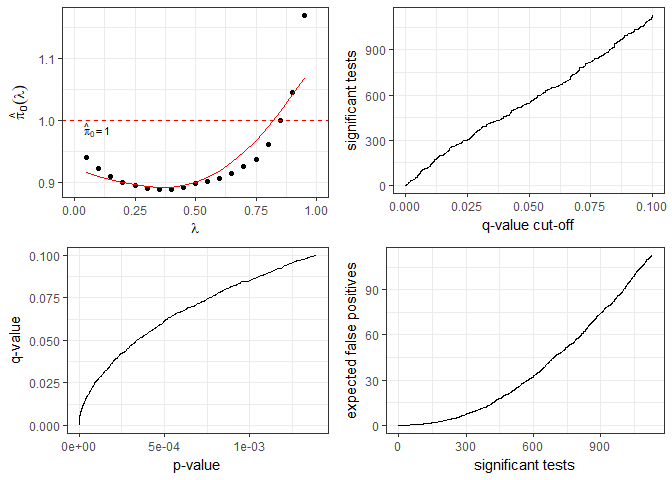 π̂₀(λ)
1.1
1.0
0.9
π̂₀=1
0.00 0.25 0.50 0.75 1.00
λ
significant tests
900
600
300
0
0.000 0.025 0.050 0.075 0.100
q-value cut-off
q-value
0.100
0.075
0.050
0.025
0.000
0e+00 5e-04 1e-03
p-value
expected false positives
90
60
30
0
0 300 600 900
significant tests